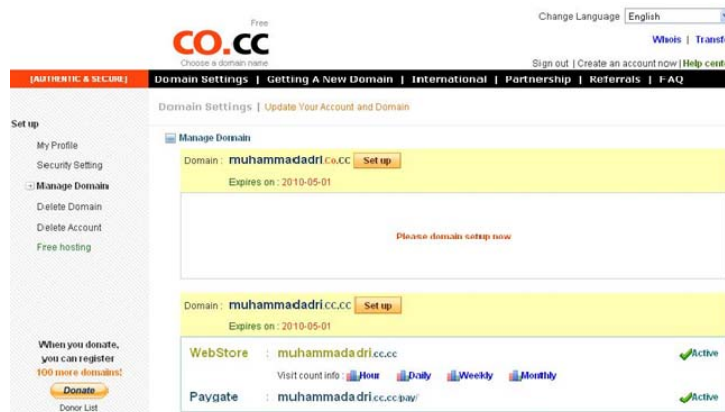 Change Language English
Free
CO.CC
Choose a domain name
Whois | Transf
Sign out | Create an account now | Help cente
[AUTHENTIC & SECURE]
Domain Settings | Getting A New Domain | International | Partnership | Referrals | FAQ
Domain Settings | Update Your Account and Domain
Set up
My Profile
Security Setting
Manage Domain
Delete Domain
Delete Account
Free hosting
When you donate,
you can register
100 more domains!
Donate
Donor List
Manage Domain
Domain : muhammadadri.co.cc Set up
Expires on : 2010-05-01
Please domain setup now
Domain : muhammadadri.cc.cc Set up
Expires on : 2010-05-01
WebStore : muhammadadri.cc.cc Active
Visit count info : Hour Daily Weekly Monthly
Paygate : muhammadadri.cc.cc/pay/ Active